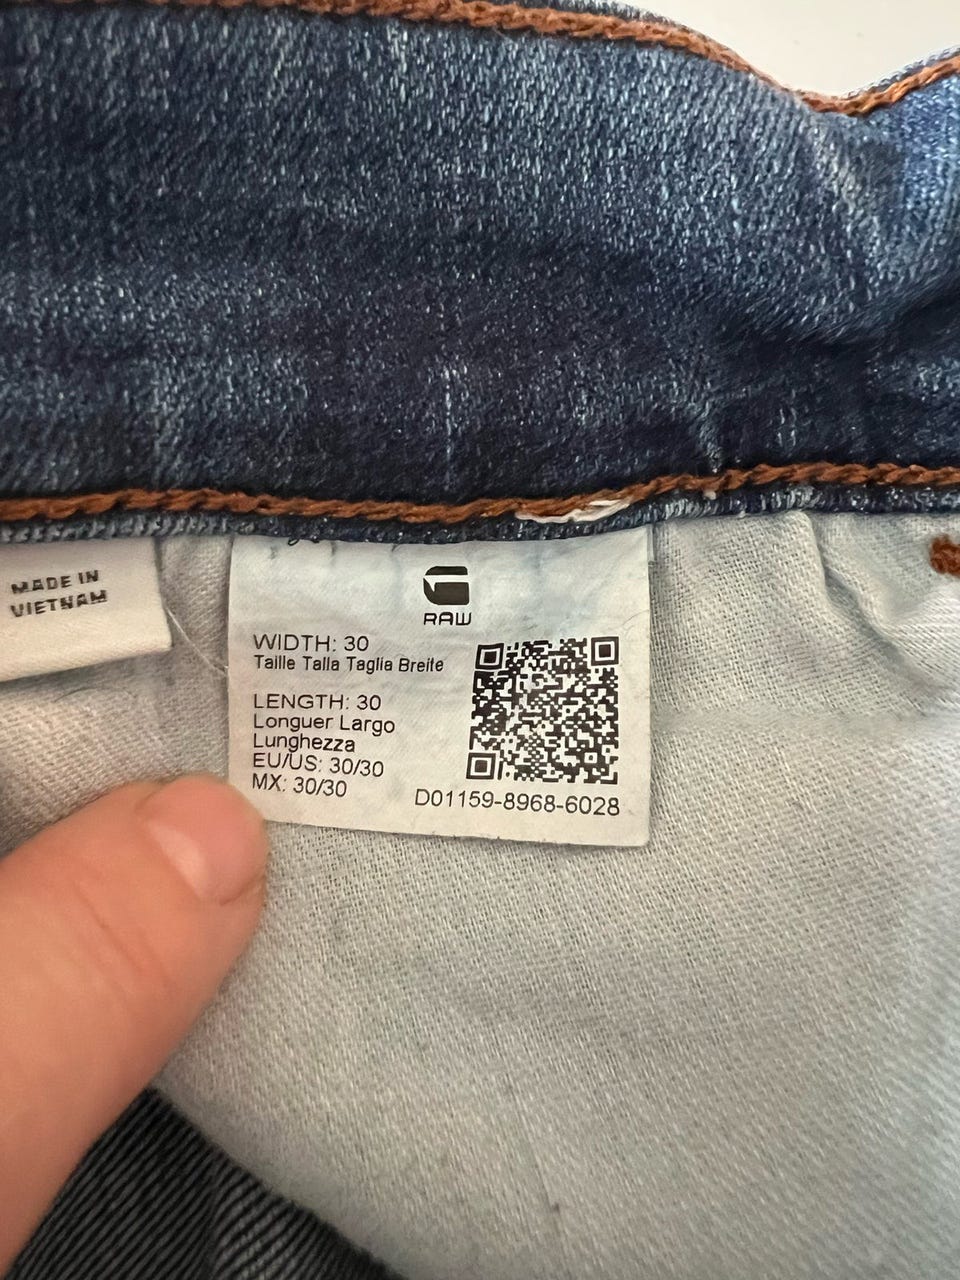 MADE IN
VIETNAM
RAW
WIDTH: 30
Taille Talla Taglia Breite
LENGTH: 30
Longuer Largo
Lunghezza
EU/US: 30/30
MX: 30/30
D01159-8968-6028